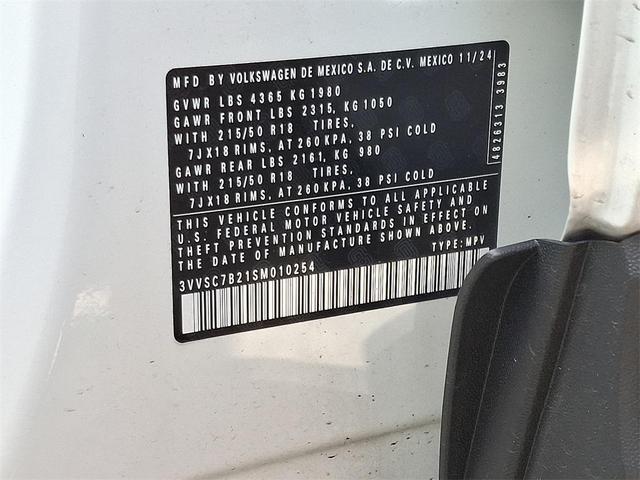 MFD BY VOLKSWAGEN DE MEXICO S.A. DE C.V. MEXICO 11/24
GVWR LBS 4365 KG 1980
GAWR FRONT LBS 2315, KG 1050
WITH 215/50 R18 TIRES,
7JX18 RIMS, AT 260 KPA, 38 PSI COLD
GAWR REAR LBS 2161, KG 980
WITH 215/50 R18 TIRES,
7JX18 RIMS, AT 260 KPA, 38 PSI COLD
4826313 3983
THIS VEHICLE CONFORMS TO ALL APPLICABLE
U.S. FEDERAL MOTOR VEHICLE SAFETY AND
THEFT PREVENTION STANDARDS IN EFFECT ON
THE DATE OF MANUFACTURE SHOWN ABOVE.
TYPE: MPV
3VVSC7B21SM010254